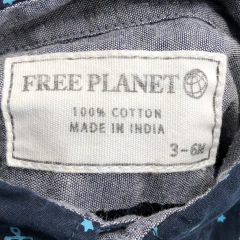 FREE PLANET
100% COTTON
MADE IN INDIA
3-6M